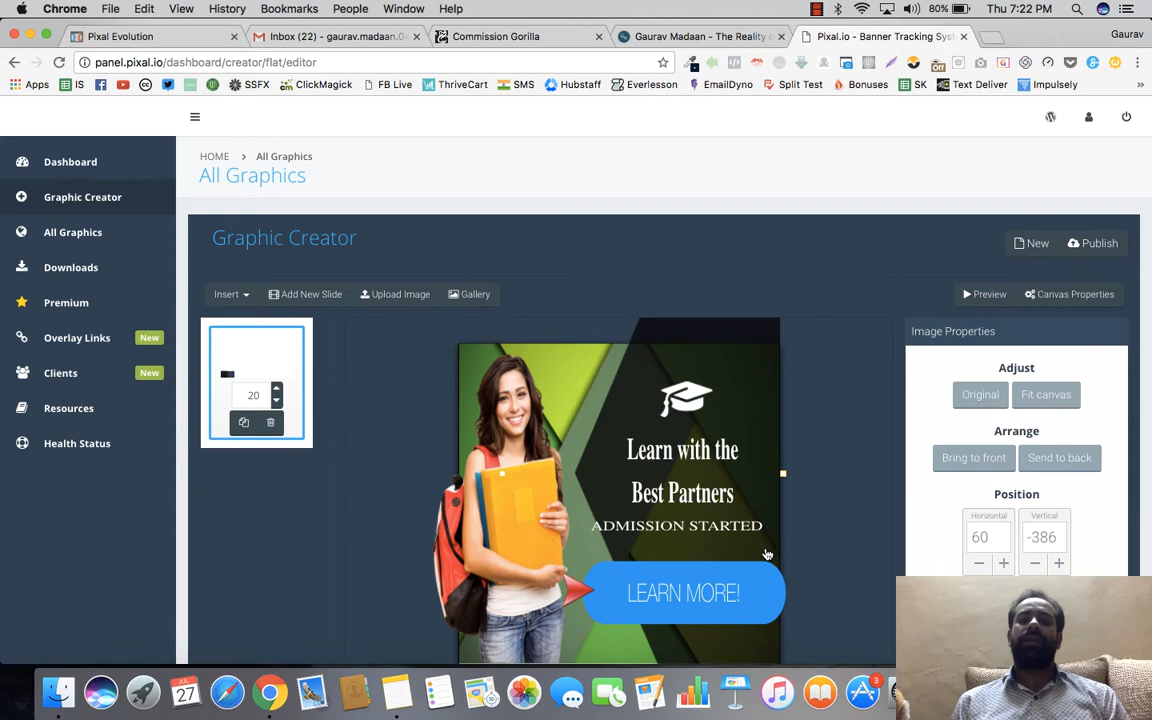 Chrome File Edit View History Bookmarks People Window Help 80% Thu 7:22 PM
Pixal Evolution Inbox (22) - gaurav.madaan.0 Commission Gorilla Gaurav Madaan - The Reality o Pixal.io - Banner Tracking Syst Gaurav
panel.pixal.io/dashboard/creator/flat/editor
Apps IS SSFX ClickMagick FB Live ThriveCart SMS Hubstaff Everlesson EmailDyno Split Test Bonuses SK Text Deliver Impulsely »
Dashboard
Graphic Creator
All Graphics
Downloads
Premium
Overlay Links New
Clients New
Resources
Health Status
HOME > All Graphics
All Graphics
Graphic Creator
New Publish
Insert Add New Slide Upload Image Gallery Preview Canvas Properties
20
Learn with the
Best Partners
ADMISSION STARTED
LEARN MORE!
Image Properties
Adjust
Original Fit canvas
Arrange
Bring to front Send to back
Position
Horizontal Vertical
60 -386
− + − +
JUL
27
3